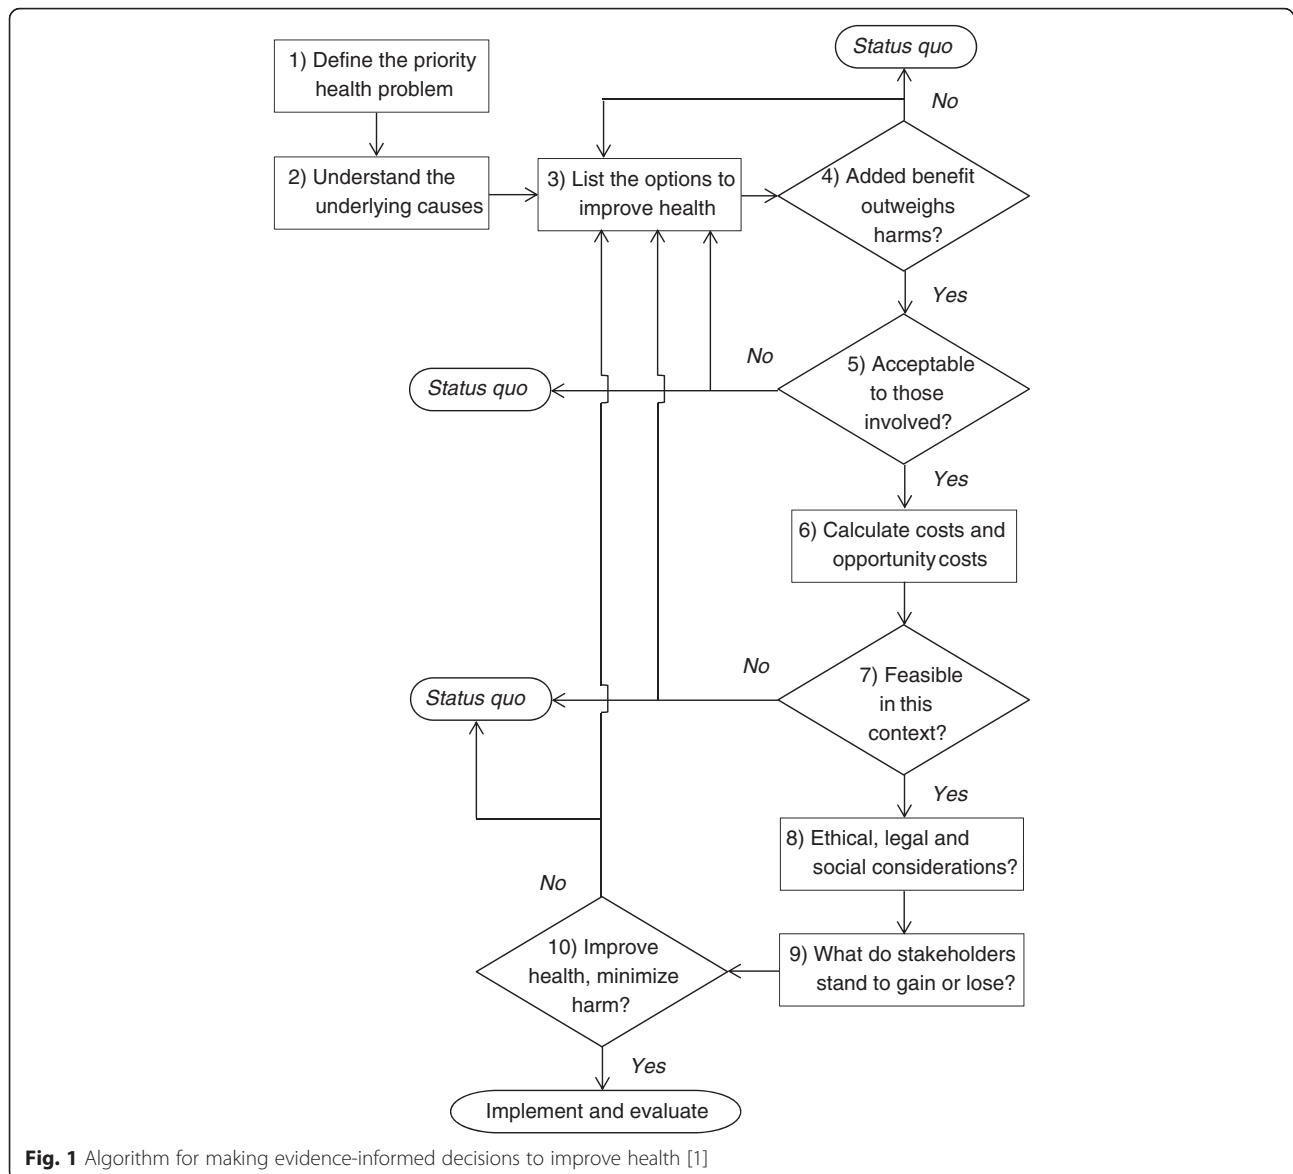 1) Define the priority
health problem
2) Understand the
underlying causes
3) List the options to
improve health
Status quo
No
4) Added benefit
outweighs
harms?
Yes
No
Status quo
5) Acceptable
to those
involved?
Yes
6) Calculate costs and
opportunity costs
No
Status quo
7) Feasible
in this
context?
Yes
8) Ethical, legal and
social considerations?
9) What do stakeholders
stand to gain or lose?
No
10) Improve
health, minimize
harm?
Yes
Implement and evaluate
Fig. 1 Algorithm for making evidence-informed decisions to improve health [1]